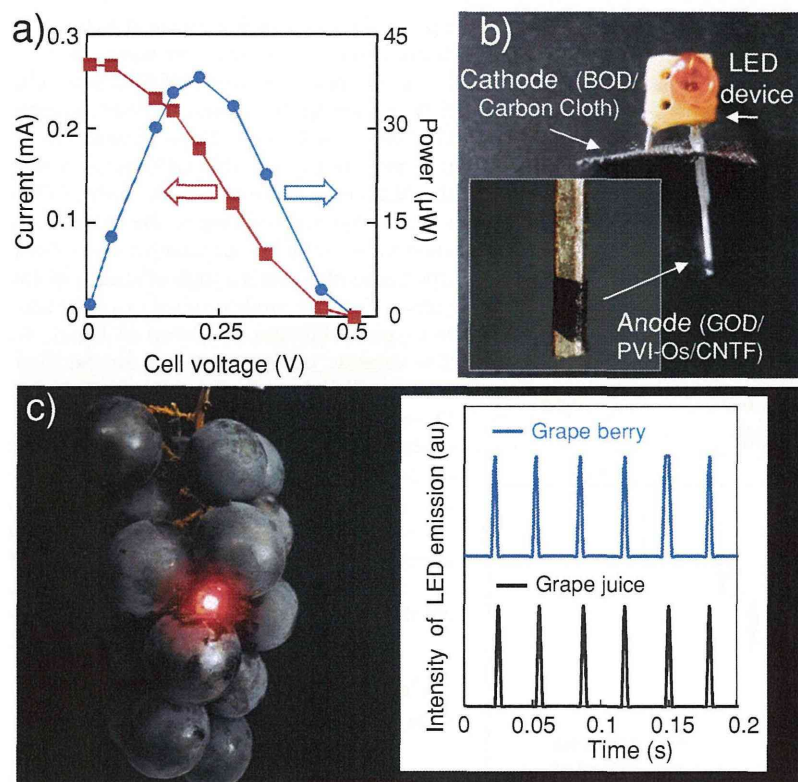 a)
0.3
0.2
0.1
0
Current (mA)
45
30
15
0
Power (μW)
0
0.25
0.5
Cell voltage (V)
b)
Cathode (BOD/
Carbon Cloth)
LED
device
Anode (GOD/
PVI-Os/CNTF)
c)
Intensity of LED emission (au)
Grape berry
Grape juice
0
0.05
0.1
0.15
0.2
Time (s)